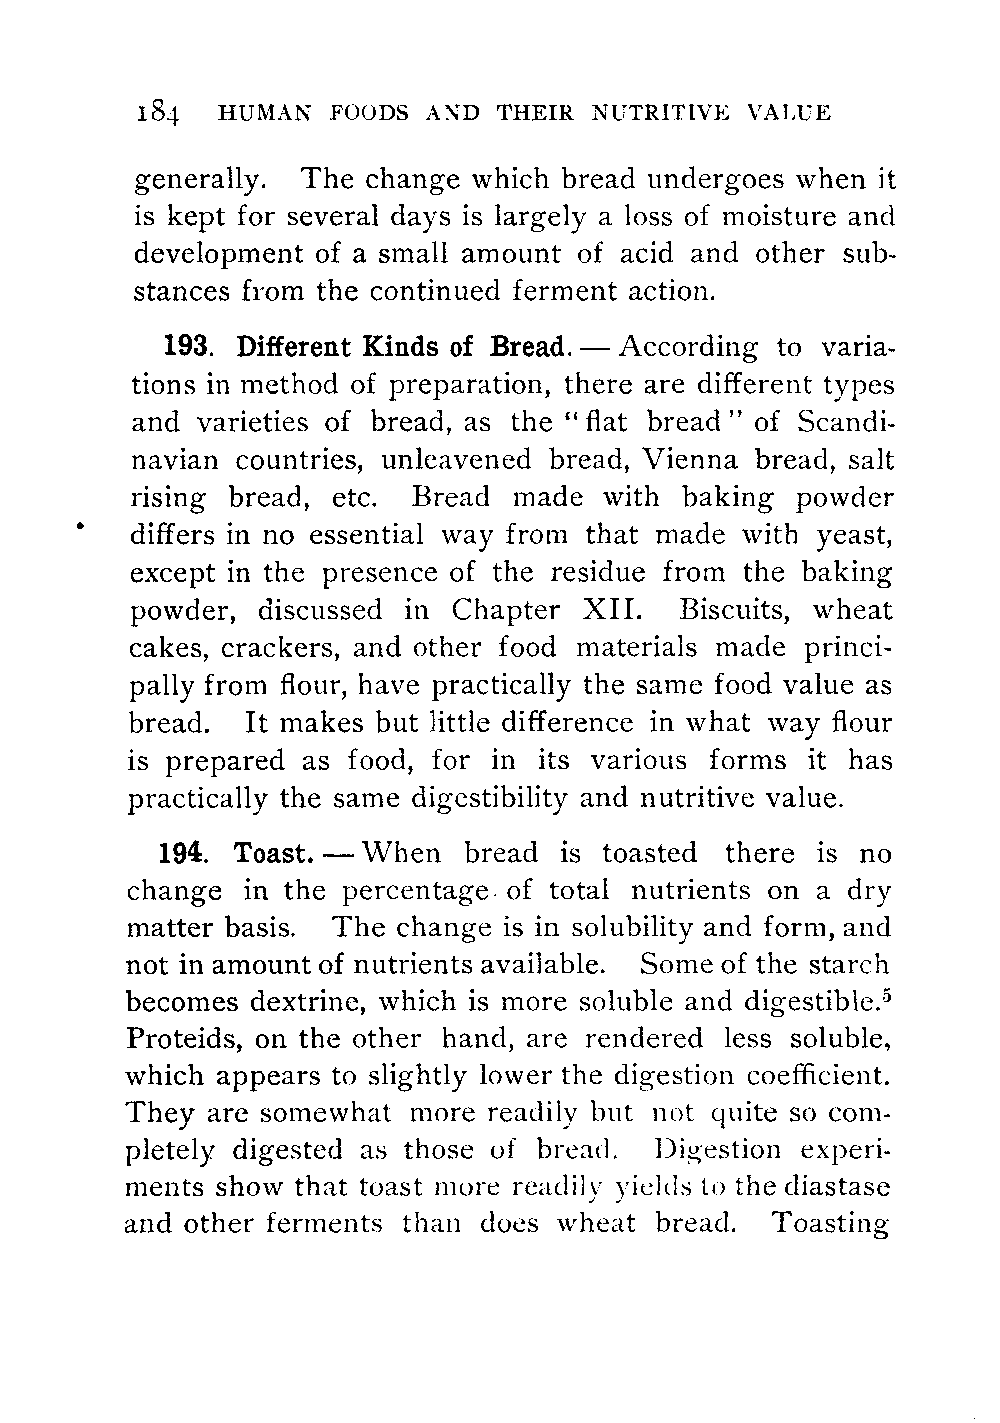 184 HUMAN FOODS AND THEIR NUTRITIVE VALUE
generally. The change which bread undergoes when it
is kept for several days is largely a loss of moisture and
development of a small amount of acid and other sub-
stances from the continued ferment action.
193. Different Kinds of Bread. — According to varia-
tions in method of preparation, there are different types
and varieties of bread, as the “flat bread” of Scandi-
navian countries, unleavened bread, Vienna bread, salt
rising bread, etc. Bread made with baking powder
differs in no essential way from that made with yeast,
except in the presence of the residue from the baking
powder, discussed in Chapter XII. Biscuits, wheat
cakes, crackers, and other food materials made princi-
pally from flour, have practically the same food value as
bread. It makes but little difference in what way flour
is prepared as food, for in its various forms it has
practically the same digestibility and nutritive value.
194. Toast. — When bread is toasted there is no
change in the percentage of total nutrients on a dry
matter basis. The change is in solubility and form, and
not in amount of nutrients available. Some of the starch
becomes dextrine, which is more soluble and digestible.⁵
Proteids, on the other hand, are rendered less soluble,
which appears to slightly lower the digestion coefficient.
They are somewhat more readily but not quite so com-
pletely digested as those of bread. Digestion experi-
ments show that toast more readily yields to the diastase
and other ferments than does wheat bread. Toasting